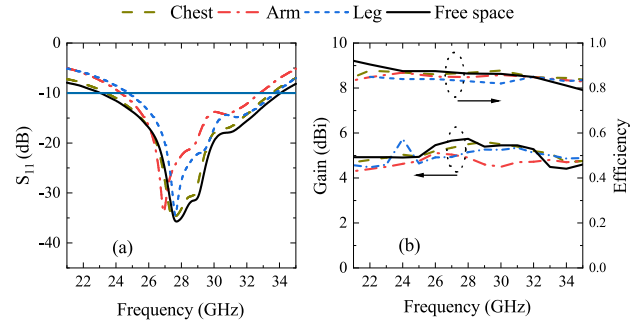 Chest Arm Leg Free space
0
-10
-20
-30
-40
S11 (dB)
(a)
22 24 26 28 30 32 34
Frequency (GHz)
10
8
6
4
2
0
Gain (dBi)
(b)
1.0
0.8
0.6
0.4
0.2
0.0
Efficiency
22 24 26 28 30 32 34
Frequency (GHz)